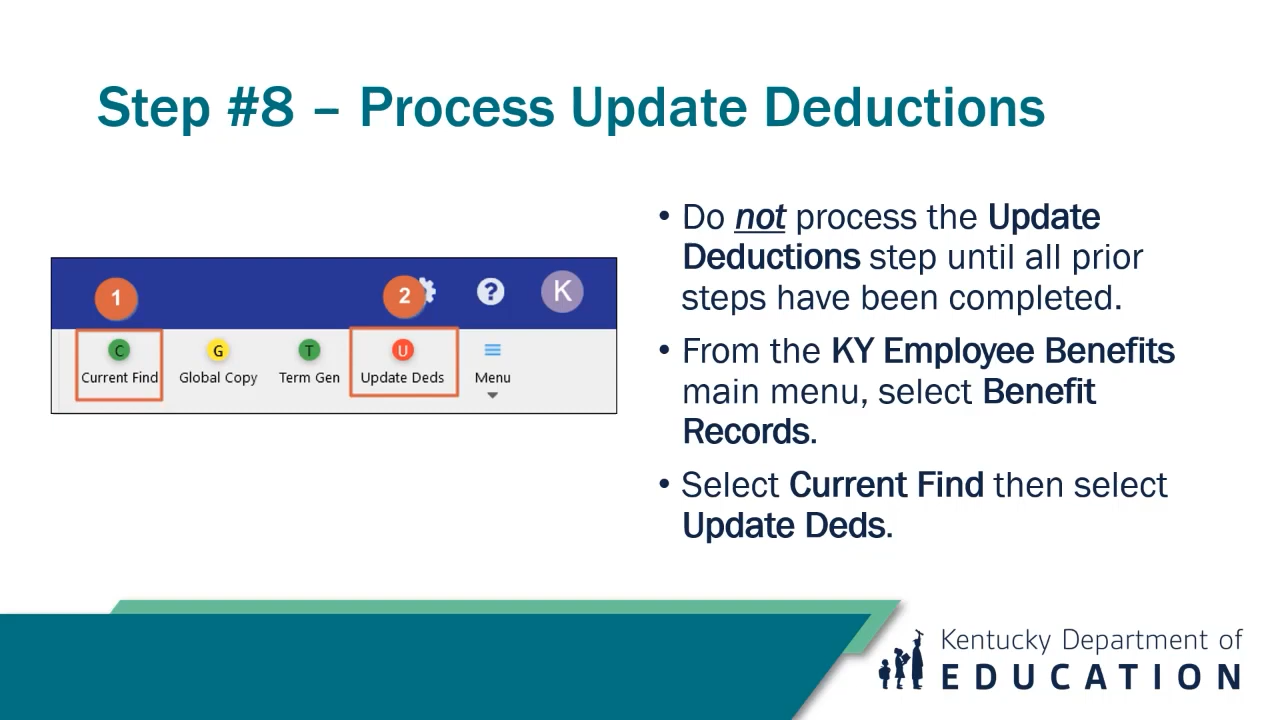 Step #8 – Process Update Deductions
1
2
?
K
C
G
T
U
Current Find
Global Copy
Term Gen
Update Deds
Menu
• Do not process the Update
Deductions step until all prior
steps have been completed.
• From the KY Employee Benefits
main menu, select Benefit
Records.
• Select Current Find then select
Update Deds.
Kentucky Department of
EDUCATION